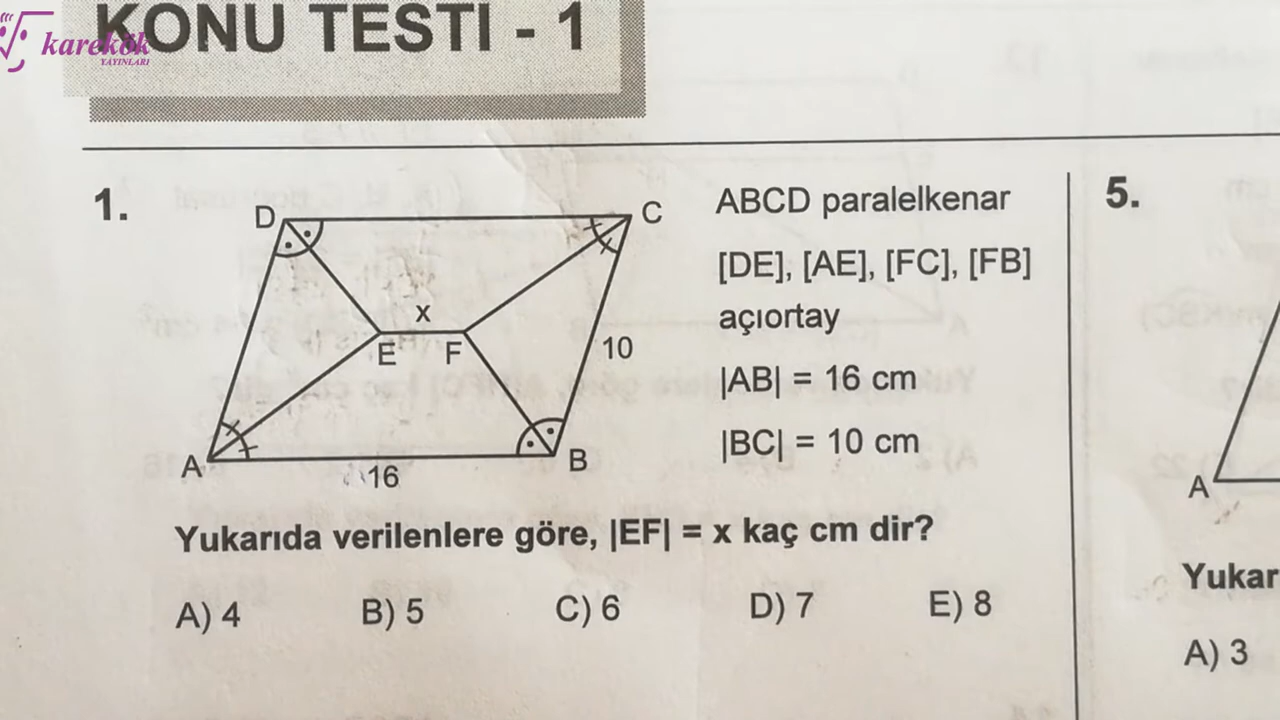 KONU TESTİ - 1
karekök
YAYINLARI
1.
D
C
x
E
F
10
A
B
16
ABCD paralelkenar
[DE], [AE], [FC], [FB]
açıortay
|AB| = 16 cm
|BC| = 10 cm
Yukarıda verilenlere göre, |EF| = x kaç cm dir?
A) 4 B) 5 C) 6 D) 7 E) 8
5.
A
Yukar
A) 3